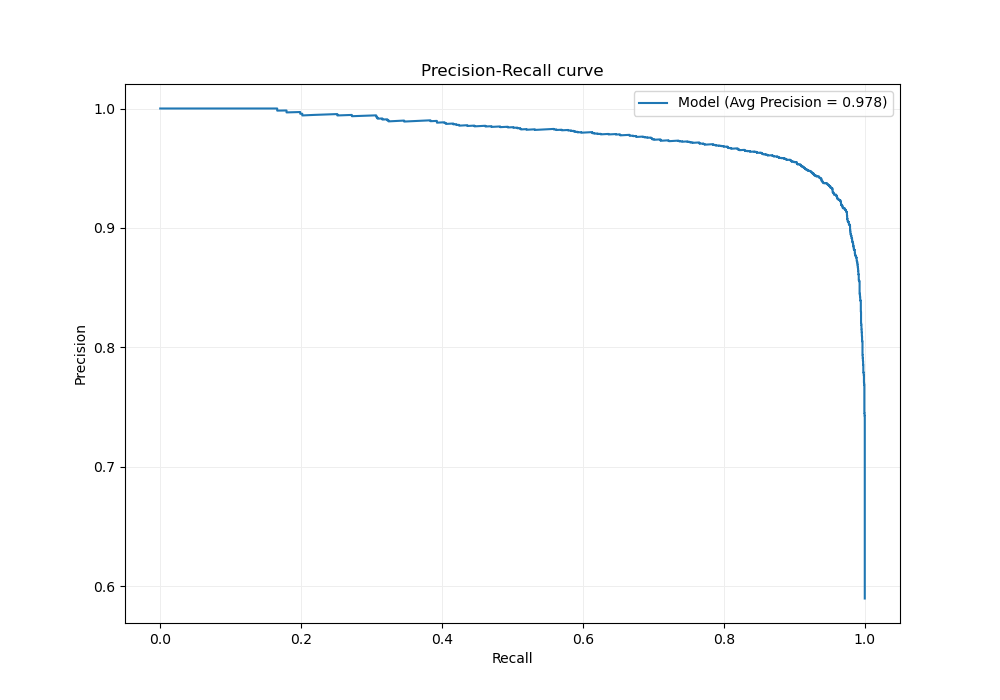 Precision-Recall curve
Model (Avg Precision = 0.978)
1.0
0.9
0.8
0.7
0.6
Precision
0.0 0.2 0.4 0.6 0.8 1.0
Recall